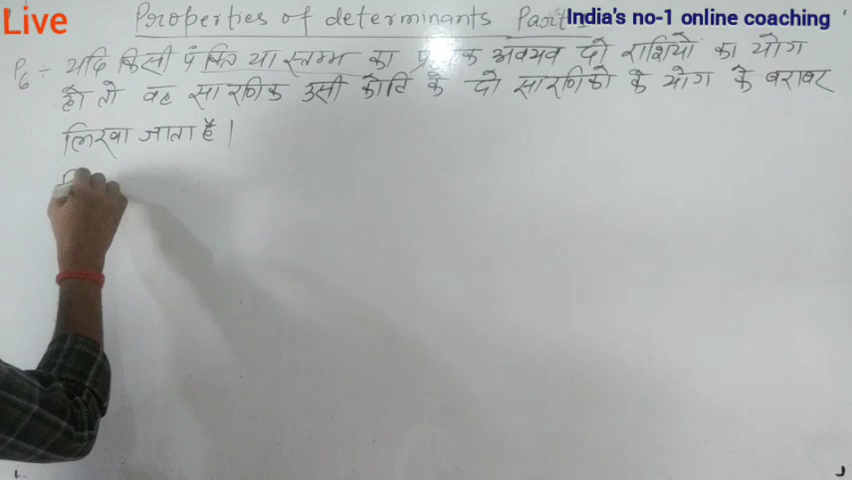 Live
Properties of determinants Part
India's no-1 online coaching
P6 ÷ यदि किसी पंक्ति या स्तम्भ का प्रत्येक अवयव दो राशियों का योग
हो तो वह सारणिक उसी कोटि के दो सारणिको के योग के बराबर
लिखा जाता है |